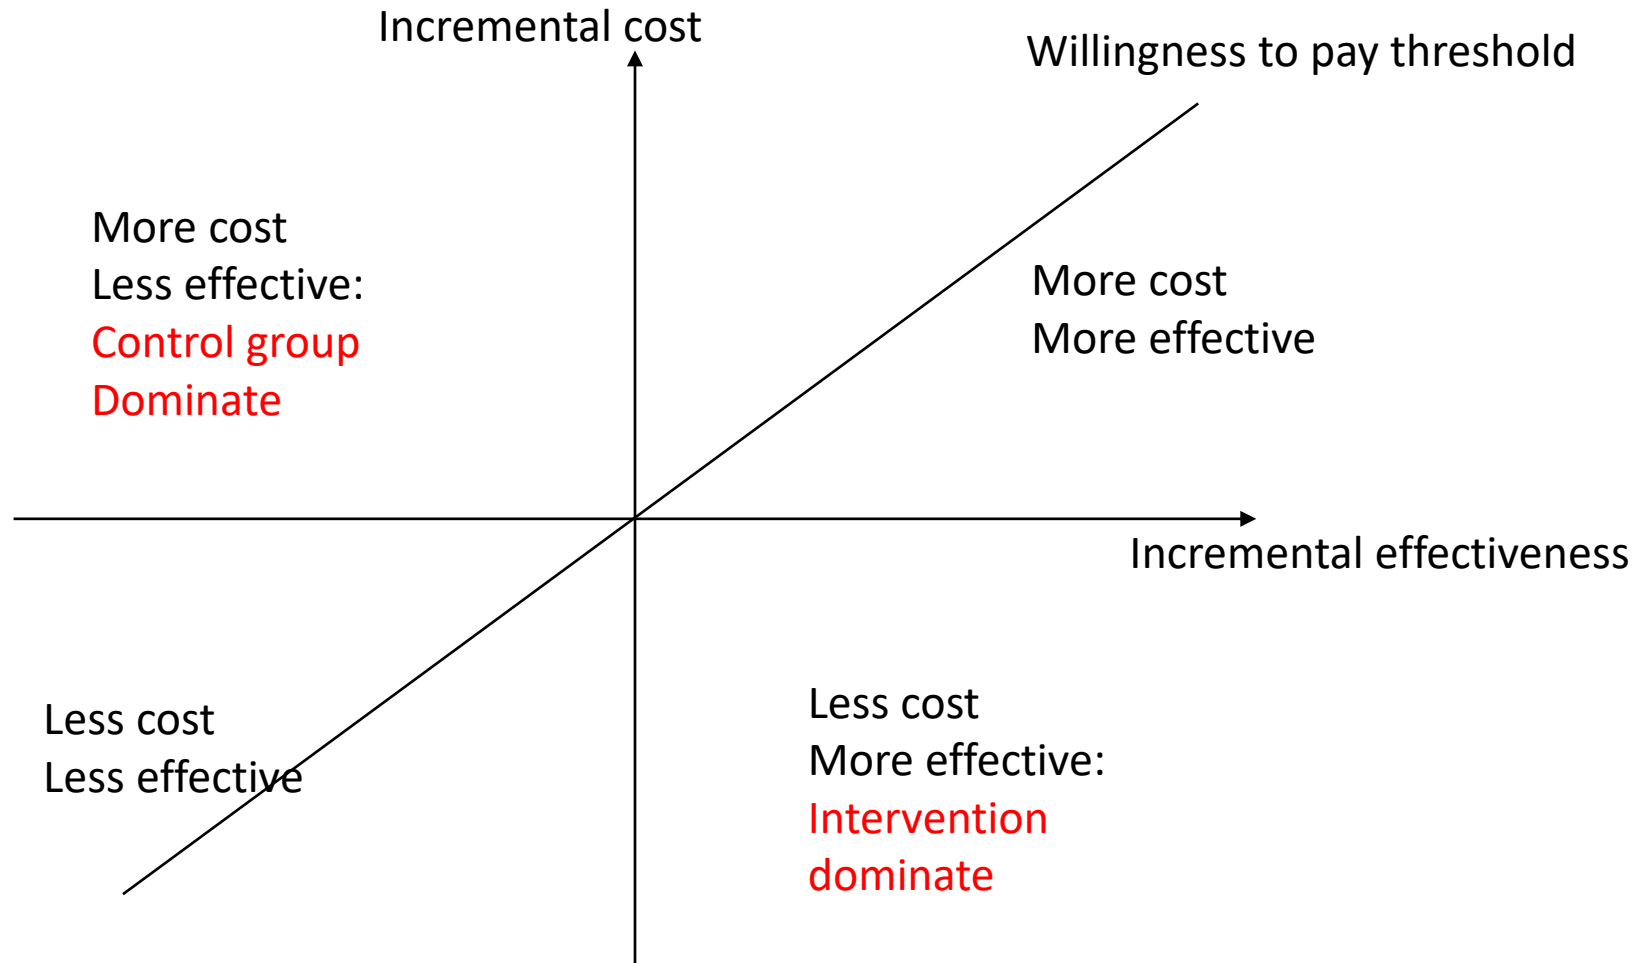 Incremental cost
Willingness to pay threshold
More cost
Less effective:
Control group
Dominate
More cost
More effective
Incremental effectiveness
Less cost
Less effective
Less cost
More effective:
Intervention
dominate